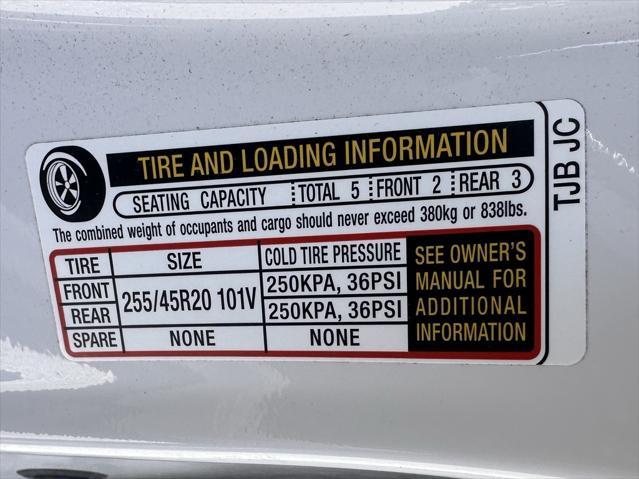 TIRE AND LOADING INFORMATION
SEATING CAPACITY TOTAL 5 FRONT 2 REAR 3
The combined weight of occupants and cargo should never exceed 380kg or 838lbs.
TIRE SIZE COLD TIRE PRESSURE
FRONT 255/45R20 101V 250KPA, 36PSI
REAR 250KPA, 36PSI
SPARE NONE NONE
SEE OWNER'S
MANUAL FOR
ADDITIONAL
INFORMATION
TJB JC